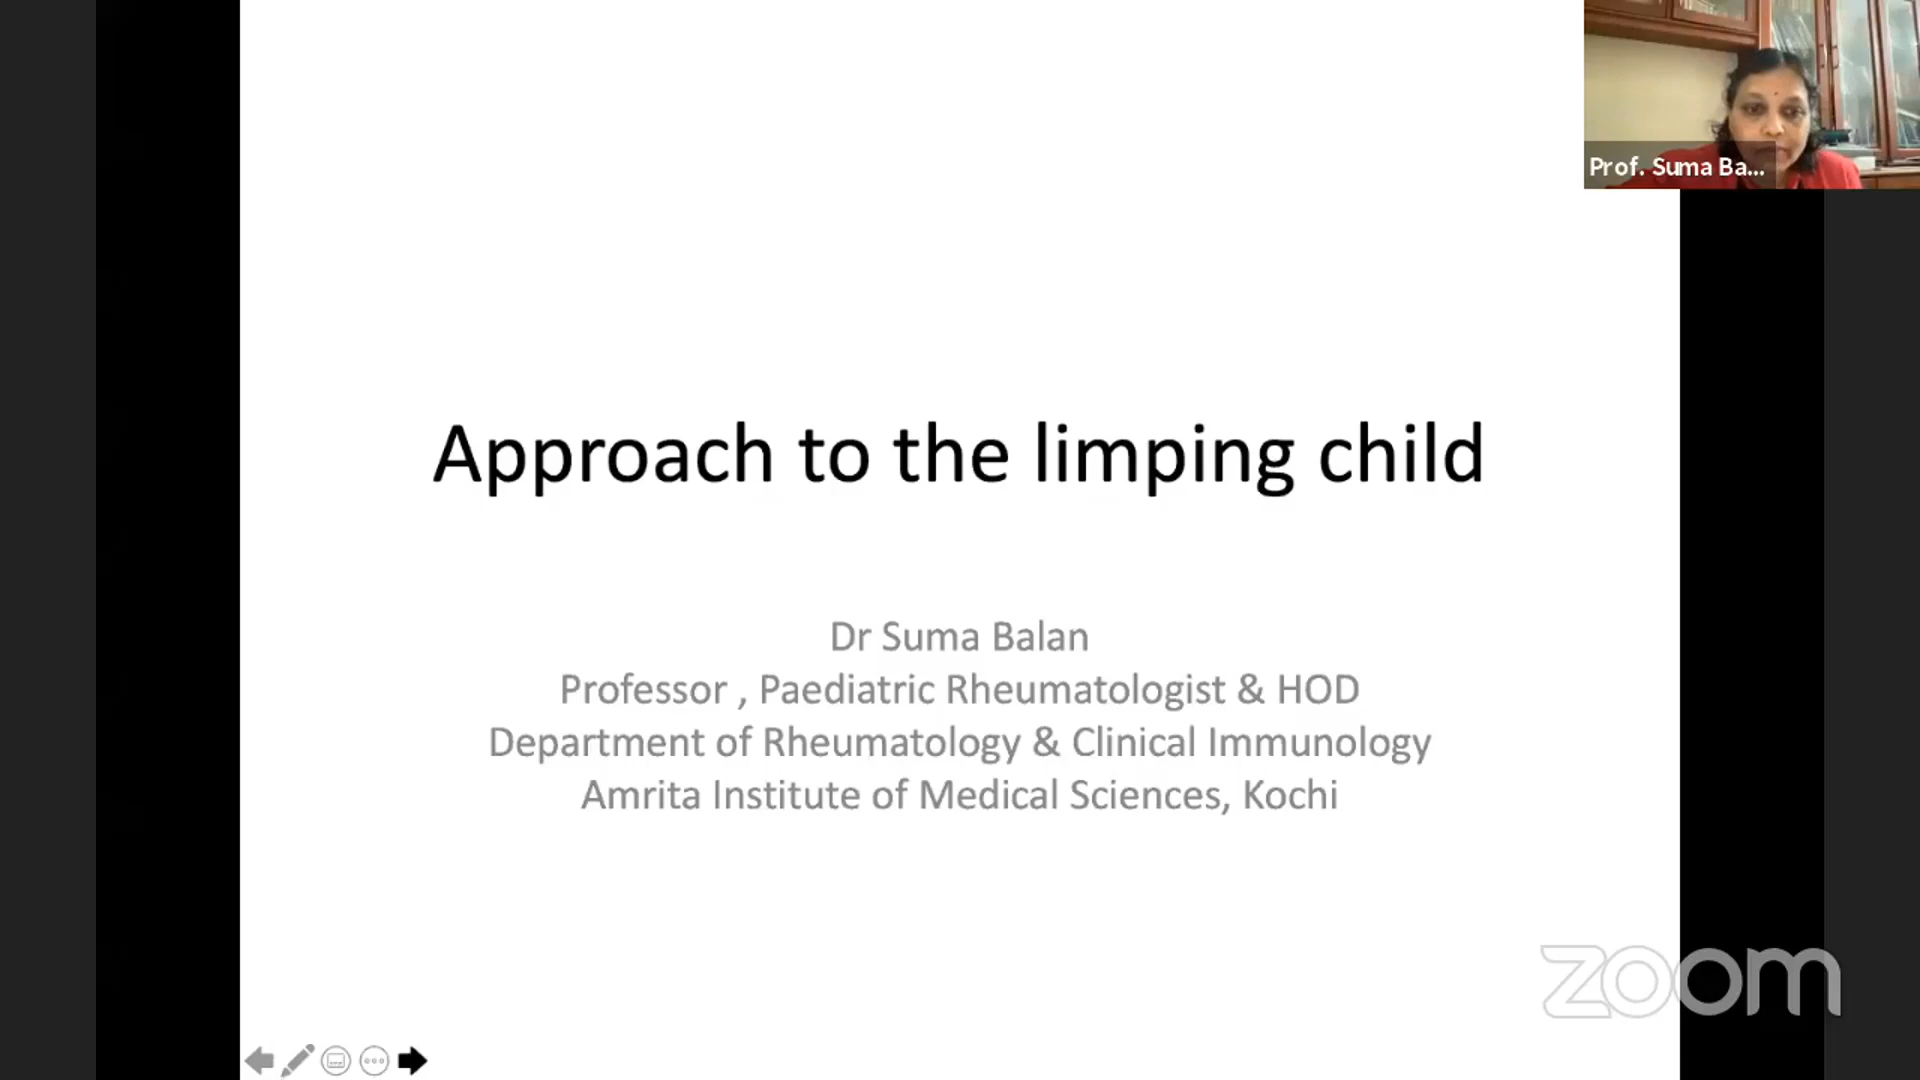 Prof. Suma Ba...
Approach to the limping child
Dr Suma Balan
Professor , Paediatric Rheumatologist & HOD
Department of Rheumatology & Clinical Immunology
Amrita Institute of Medical Sciences, Kochi
zoom